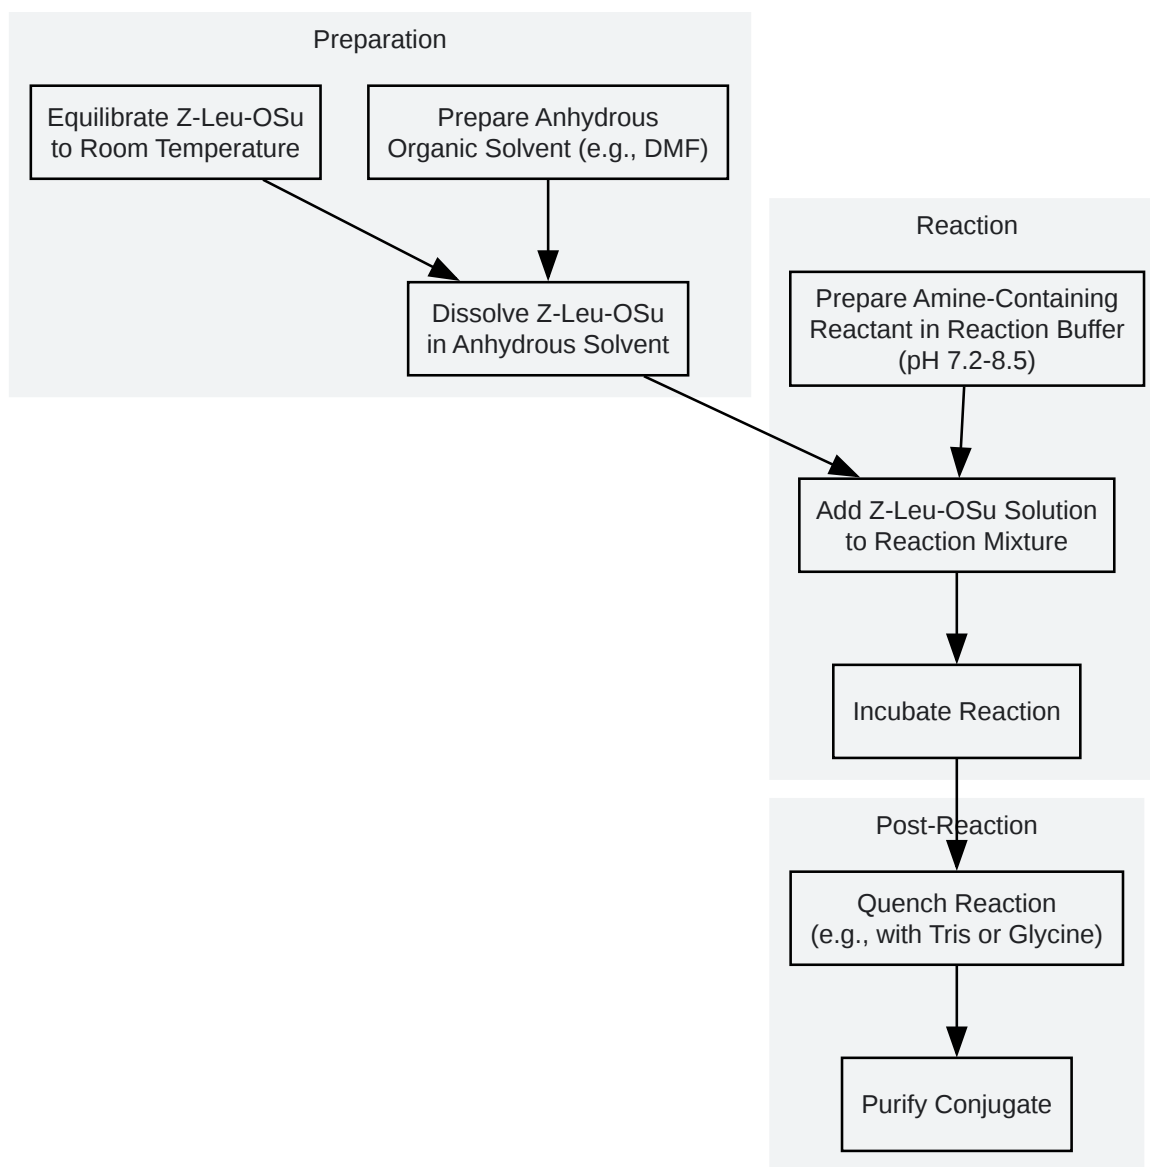 Preparation
Equilibrate Z-Leu-OSu
to Room Temperature
Prepare Anhydrous
Organic Solvent (e.g., DMF)
Dissolve Z-Leu-OSu
in Anhydrous Solvent
Reaction
Prepare Amine-Containing
Reactant in Reaction Buffer
(pH 7.2-8.5)
Add Z-Leu-OSu Solution
to Reaction Mixture
Incubate Reaction
Post-Reaction
Quench Reaction
(e.g., with Tris or Glycine)
Purify Conjugate